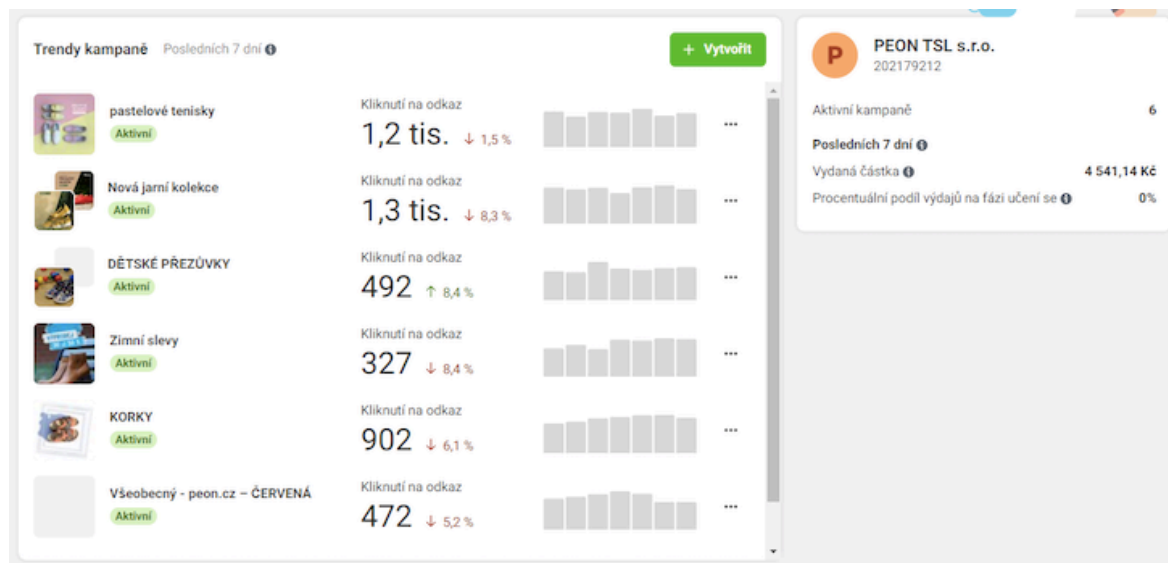 Trendy kampaně Posledních 7 dní
+ Vytvořit
pastelové tenisky
Aktivní
Kliknutí na odkaz
1,2 tis. ↓ 1,5 %
Nová jarní kolekce
Aktivní
Kliknutí na odkaz
1,3 tis. ↓ 8,3 %
DĚTSKÉ PŘEZŮVKY
Aktivní
Kliknutí na odkaz
492 ↑ 8,4 %
Zimní slevy
Aktivní
Kliknutí na odkaz
327 ↓ 8,4 %
KORKY
Aktivní
Kliknutí na odkaz
902 ↓ 6,1 %
Všeobecný - peon.cz – ČERVENÁ
Aktivní
Kliknutí na odkaz
472 ↓ 5,2 %
P
PEON TSL s.r.o.
202179212
Aktivní kampaně 6
Posledních 7 dní
Vydaná částka 4 541,14 Kč
Procentuální podíl výdajů na fázi učení se 0%